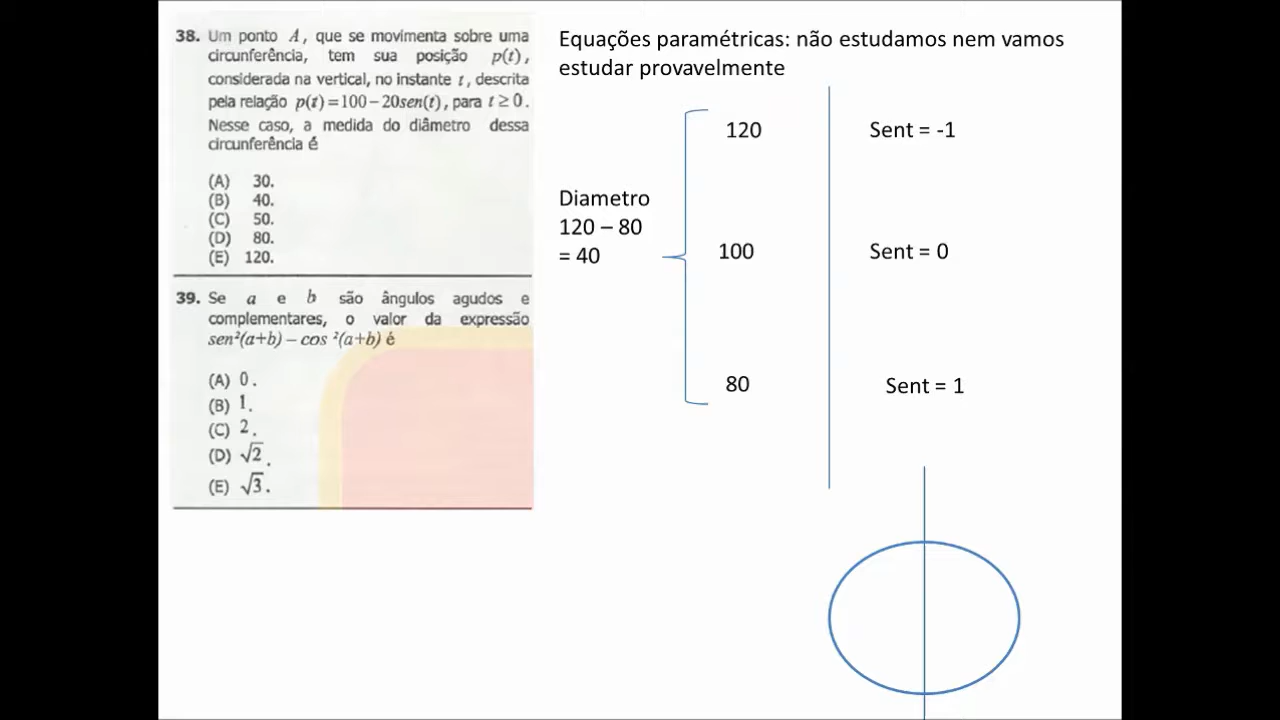 38. Um ponto A, que se movimenta sobre uma
circunferência, tem sua posição p(t),
considerada na vertical, no instante t, descrita
pela relação p(t)=100−20sen(t), para t ≥ 0.
Nesse caso, a medida do diâmetro dessa
circunferência é
(A) 30.
(B) 40.
(C) 50.
(D) 80.
(E) 120.
39. Se a e b são ângulos agudos e
complementares, o valor da expressão
sen²(a+b) – cos ²(a+b) é
(A) 0.
(B) 1.
(C) 2.
(D) √2.
(E) √3.
Equações paramétricas: não estudamos nem vamos
estudar provavelmente
Diametro
120 – 80
= 40
120
100
80
Sent = -1
Sent = 0
Sent = 1